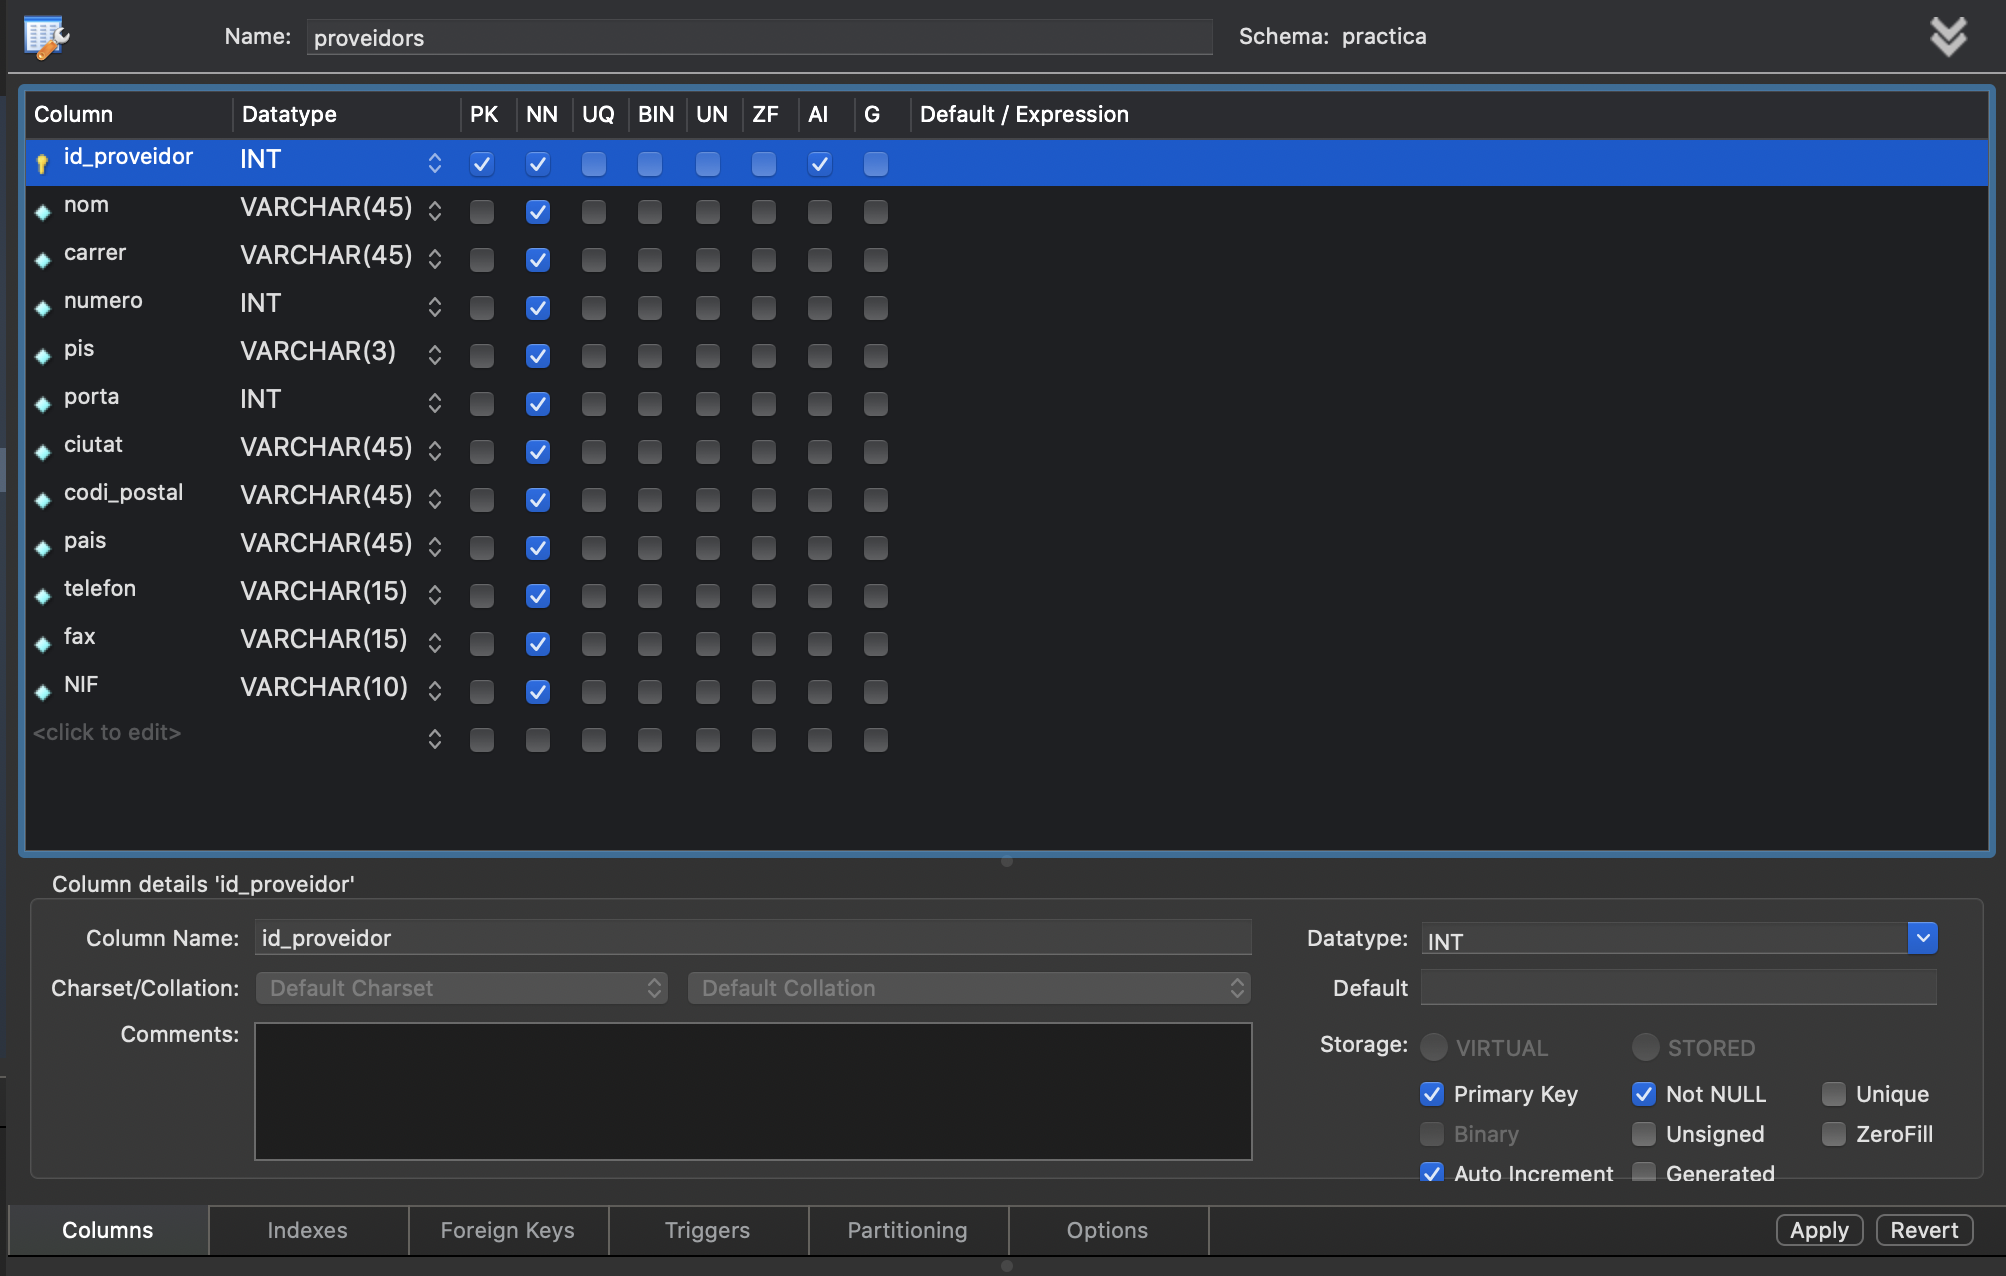 Name: proveidors Schema: practica
Column Datatype PK NN UQ BIN UN ZF AI G Default / Expression
id_proveidor INT
nom VARCHAR(45)
carrer VARCHAR(45)
numero INT
pis VARCHAR(3)
porta INT
ciutat VARCHAR(45)
codi_postal VARCHAR(45)
pais VARCHAR(45)
telefon VARCHAR(15)
fax VARCHAR(15)
NIF VARCHAR(10)
<click to edit>
Column details 'id_proveidor'
Column Name: id_proveidor Datatype: INT
Charset/Collation: Default Charset Default Collation Default
Comments: Storage: VIRTUAL STORED
Primary Key Not NULL Unique
Binary Unsigned ZeroFill
Auto Increment Generated
Columns Indexes Foreign Keys Triggers Partitioning Options Apply Revert